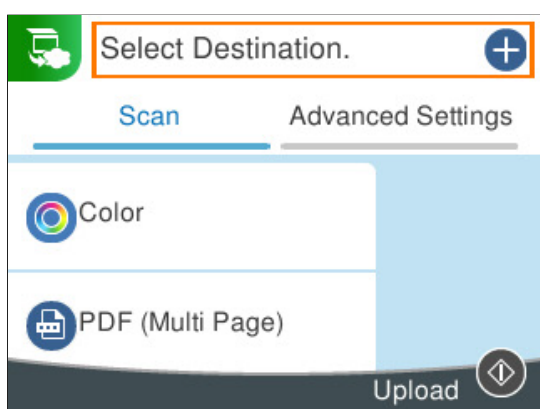 Select Destination.
Scan
Advanced Settings
Color
PDF (Multi Page)
Upload